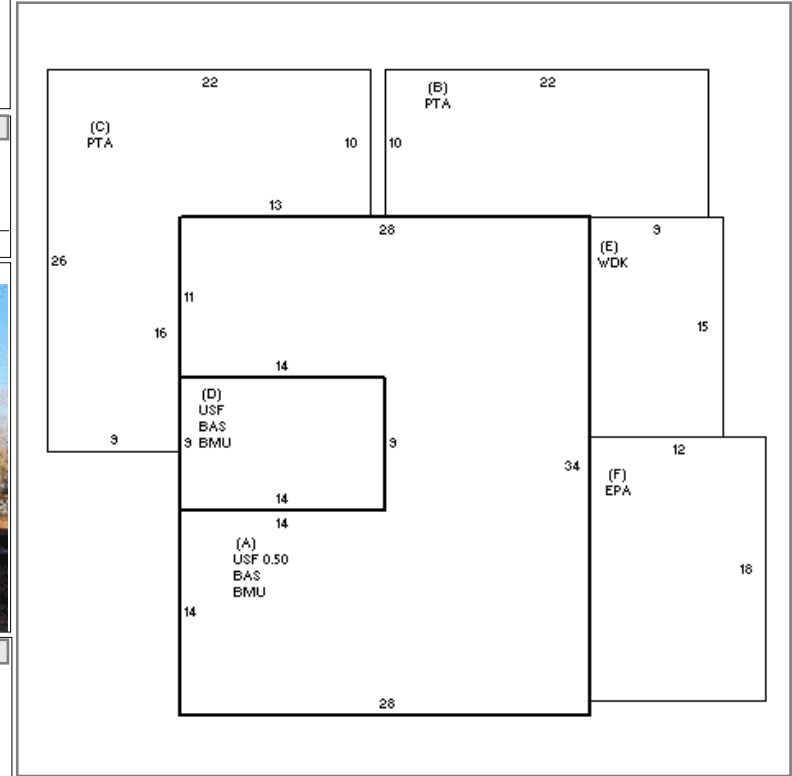 22
22
(B)
PTA
(C)
PTA
10
10
13
28
9
(E)
WDK
26
11
16
15
14
(D)
USF
BAS
BMU
9
9
9
34
12
(F)
EPA
14
14
(A)
USF 0.50
BAS
BMU
18
14
28